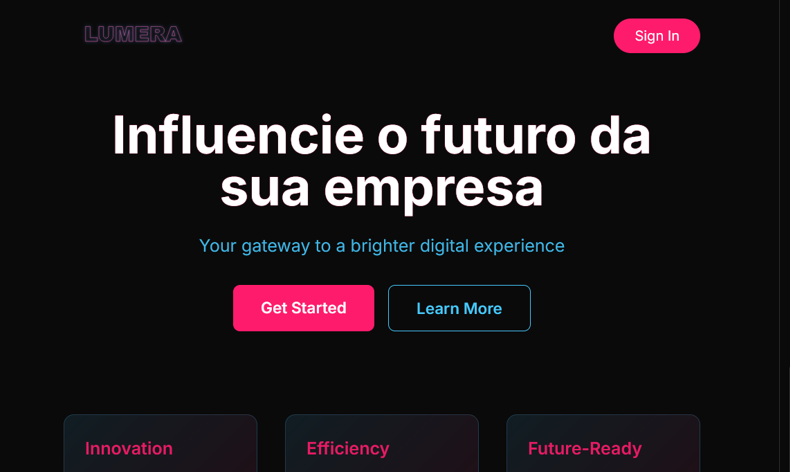 LUMERA
Sign In
Influencie o futuro da
sua empresa
Your gateway to a brighter digital experience
Get Started
Learn More
Innovation
Efficiency
Future-Ready